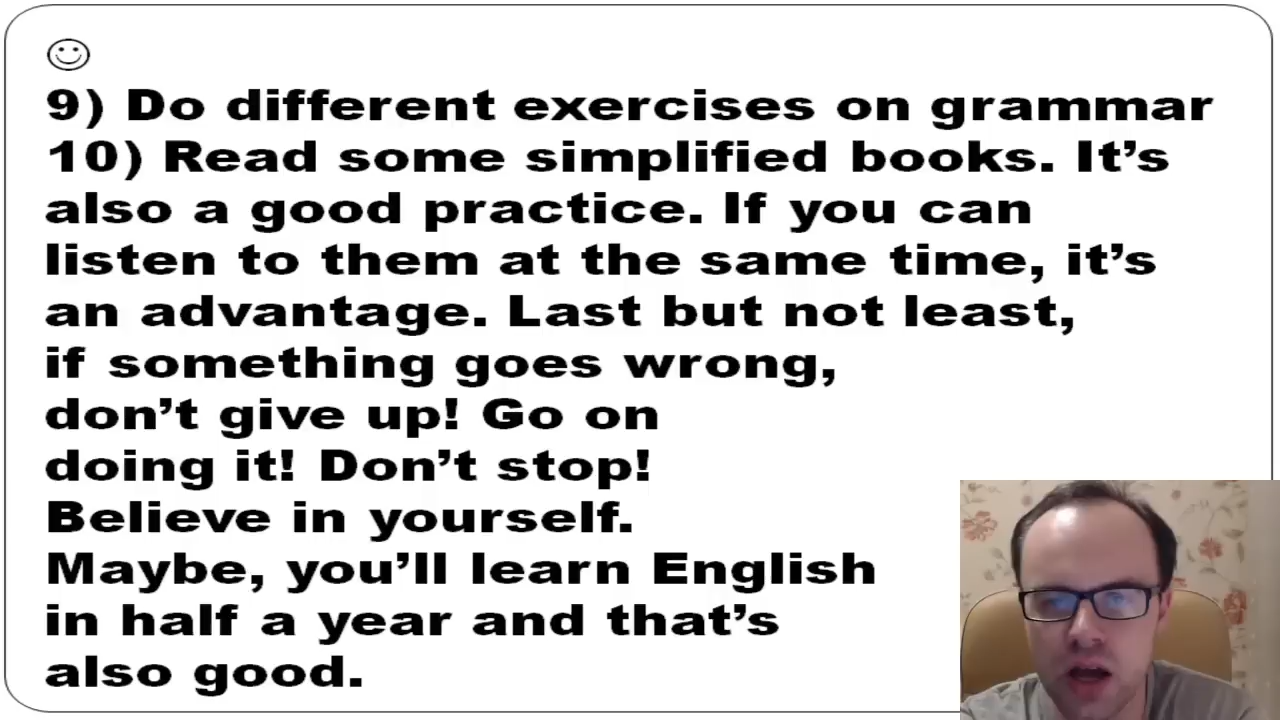 9) Do different exercises on grammar
10) Read some simplified books. It’s
also a good practice. If you can
listen to them at the same time, it’s
an advantage. Last but not least,
if something goes wrong,
don’t give up! Go on
doing it! Don’t stop!
Believe in yourself.
Maybe, you’ll learn English
in half a year and that’s
also good.